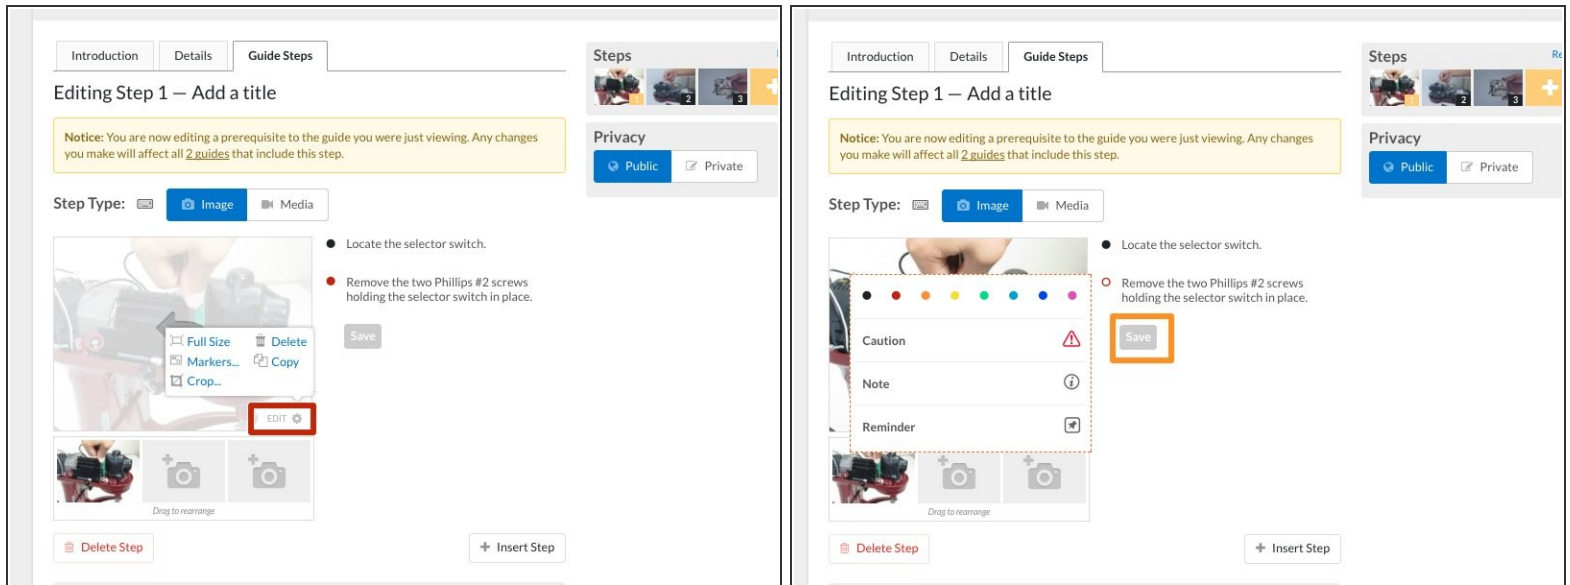 Introduction
Details
Guide Steps
Editing Step 1 — Add a title
Notice: You are now editing a prerequisite to the guide you were just viewing. Any changes
you make will affect all 2 guides that include this step.
Step Type:
Image
Media
Locate the selector switch.
Remove the two Phillips #2 screws
holding the selector switch in place.
Save
Full Size
Delete
Markers...
Copy
Crop...
EDIT
Drag to rearrange
Delete Step
Insert Step
Steps
1
2
3
Privacy
Public
Private
Introduction
Details
Guide Steps
Editing Step 1 — Add a title
Notice: You are now editing a prerequisite to the guide you were just viewing. Any changes
you make will affect all 2 guides that include this step.
Step Type:
Image
Media
Locate the selector switch.
Remove the two Phillips #2 screws
holding the selector switch in place.
Save
Caution
Note
Reminder
Drag to rearrange
Delete Step
Insert Step
Steps
Re
1
2
3
Privacy
Public
Private